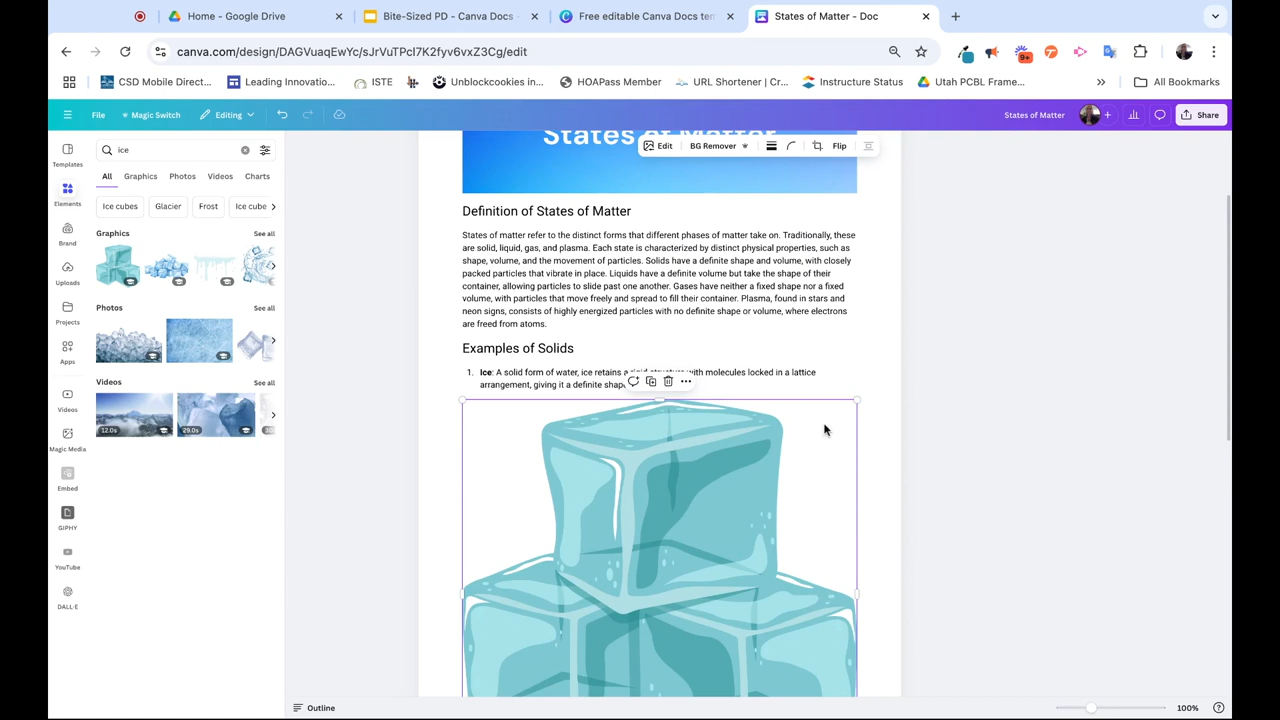 Home - Google Drive
Bite-Sized PD - Canva Docs
Free editable Canva Docs tem
States of Matter - Doc
canva.com/design/DAGVuaqEwYc/sJrVuTPcI7K2fyv6vxZ3Cg/edit
9+
CSD Mobile Direct...
Leading Innovatio...
ISTE
Unblock cookies in...
HOAPass Member
URL Shortener | Cr...
Instructure Status
Utah PCBL Frame...
All Bookmarks
File
Magic Switch
Editing
States of Matter
Share
Templates
Elements
Brand
Uploads
Projects
Apps
Videos
Magic Media
Embed
GIPHY
YouTube
DALL·E
ice
All
Graphics
Photos
Videos
Charts
Ice cubes
Glacier
Frost
Ice cube
Graphics
See all
Photos
See all
Videos
See all
12.0s
29.0s
States of Matter
Edit
BG Remover
Flip
Definition of States of Matter
States of matter refer to the distinct forms that different phases of matter take on. Traditionally, these
are solid, liquid, gas, and plasma. Each state is characterized by distinct physical properties, such as
shape, volume, and the movement of particles. Solids have a definite shape and volume, with closely
packed particles that vibrate in place. Liquids have a definite volume but take the shape of their
container, allowing particles to slide past one another. Gases have neither a fixed shape nor a fixed
volume, with particles that move freely and spread to fill their container. Plasma, found in stars and
neon signs, consists of highly energized particles with no definite shape or volume, where electrons
are freed from atoms.
Examples of Solids
1. Ice: A solid form of water, ice retains a rigid structure with molecules locked in a lattice
arrangement, giving it a definite shape
Outline
100%